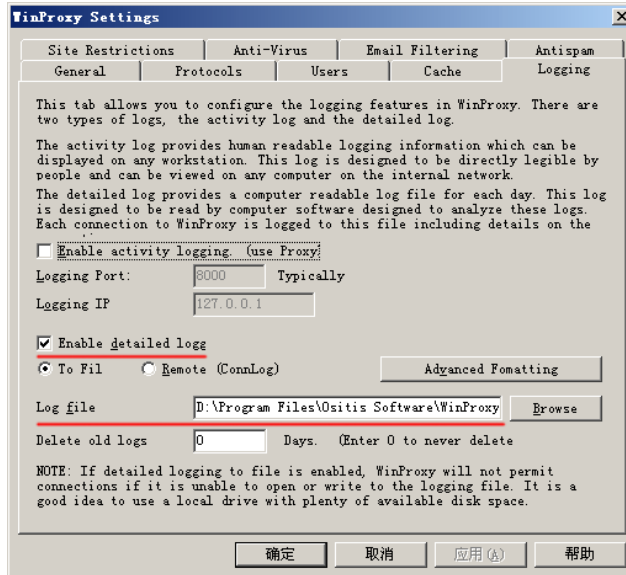 WinProxy Settings
Site Restrictions
Anti-Virus
Email Filtering
Antispam
General
Protocols
Users
Cache
Logging
This tab allows you to configure the logging features in WinProxy. There are
two types of logs, the activity log and the detailed log.
The activity log provides human readable logging information which can be
displayed on any workstation. This log is designed to be directly legible by
people and can be viewed on any computer on the internal network.
The detailed log provides a computer readable log file for each day. This log
is designed to be read by computer software designed to analyze these logs.
Each connection to WinProxy is logged to this file including details on the
Enable activity logging. (use Proxy
Logging Port: 8000 Typically
Logging IP 127.0.0.1
Enable detailed logg
To Fil Remote (ConnLog) Advanced Fomatting
Log file D:\Program Files\Ositis Software\WinProxy Browse
Delete old logs 0 Days. (Enter 0 to never delete
NOTE: If detailed logging to file is enabled, WinProxy will not permit
connections if it is unable to open or write to the logging file. It is a
good idea to use a local drive with plenty of available disk space.
确定 取消 应用(A) 帮助